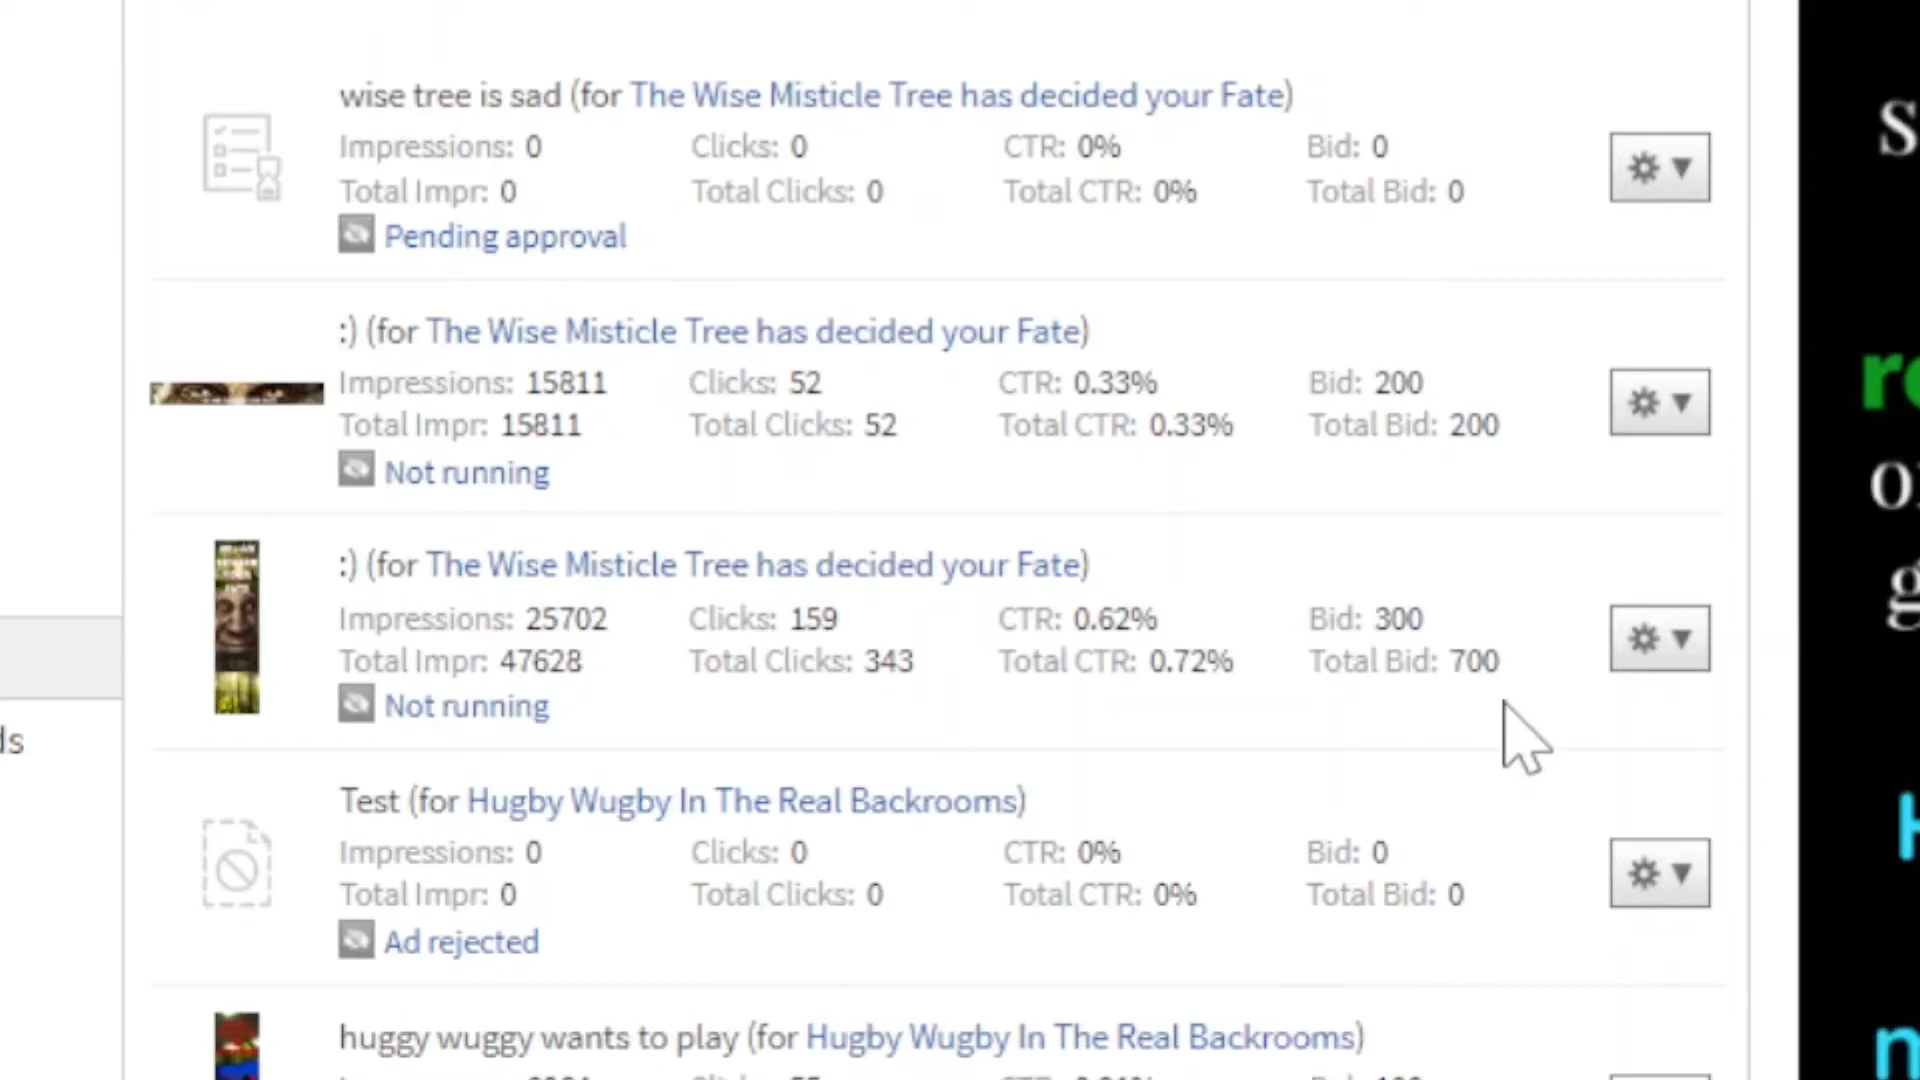 wise tree is sad (for The Wise Misticle Tree has decided your Fate)
Impressions: 0 Clicks: 0 CTR: 0% Bid: 0
Total Impr: 0 Total Clicks: 0 Total CTR: 0% Total Bid: 0
Pending approval
:) (for The Wise Misticle Tree has decided your Fate)
Impressions: 15811 Clicks: 52 CTR: 0.33% Bid: 200
Total Impr: 15811 Total Clicks: 52 Total CTR: 0.33% Total Bid: 200
Not running
:) (for The Wise Misticle Tree has decided your Fate)
Impressions: 25702 Clicks: 159 CTR: 0.62% Bid: 300
Total Impr: 47628 Total Clicks: 343 Total CTR: 0.72% Total Bid: 700
Not running
ds
Test (for Hugby Wugby In The Real Backrooms)
Impressions: 0 Clicks: 0 CTR: 0% Bid: 0
Total Impr: 0 Total Clicks: 0 Total CTR: 0% Total Bid: 0
Ad rejected
huggy wuggy wants to play (for Hugby Wugby In The Real Backrooms)